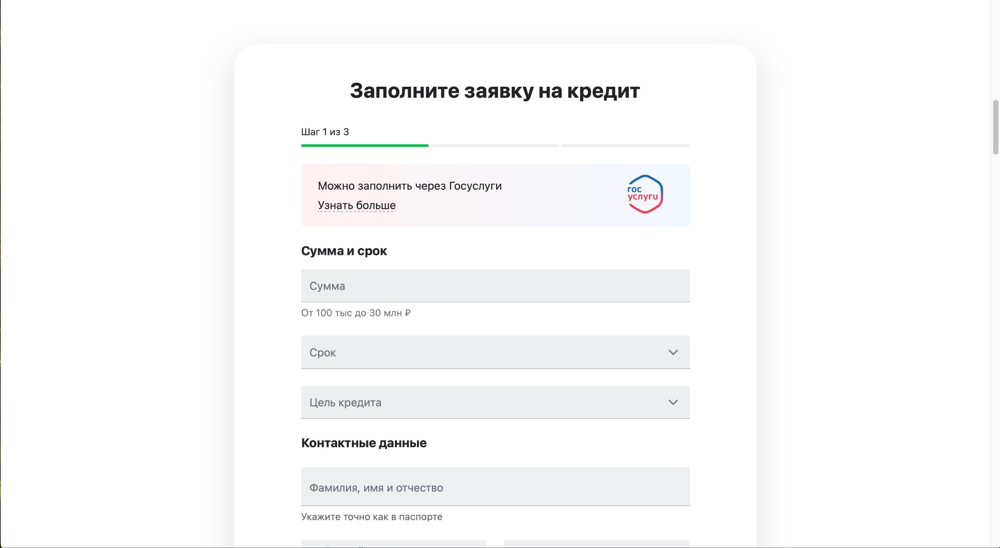 Заполните заявку на кредит
Шаг 1 из 3
Можно заполнить через Госуслуги
Узнать больше
гос
услуги
Сумма и срок
Сумма
От 100 тыс до 30 млн ₽
Срок
Цель кредита
Контактные данные
Фамилия, имя и отчество
Укажите точно как в паспорте